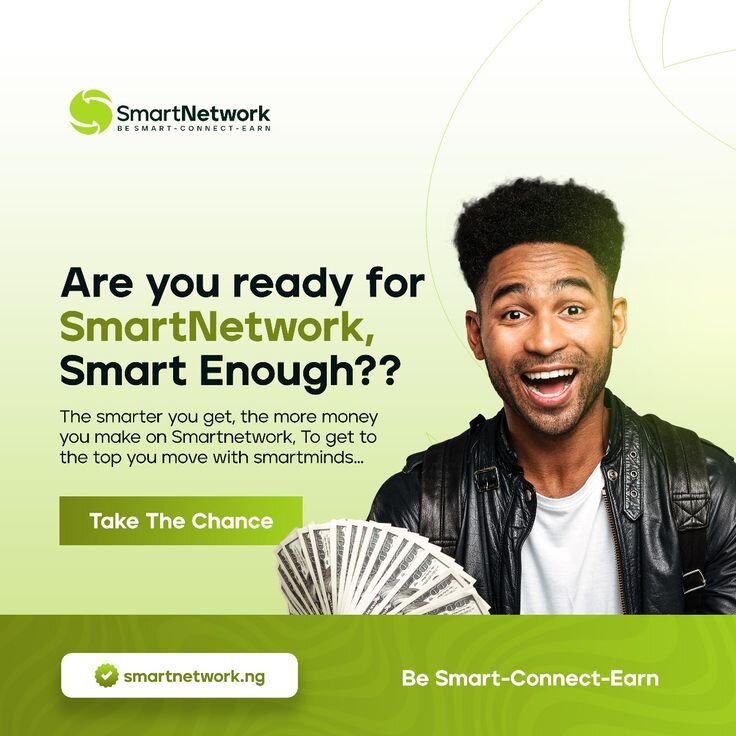 SmartNetwork
BE SMART-CONNECT-EARN
Are you ready for
SmartNetwork,
Smart Enough??
The smarter you get, the more money
you make on Smartnetwork, To get to
the top you move with smartminds...
Take The Chance
smartnetwork.ng
Be Smart-Connect-Earn